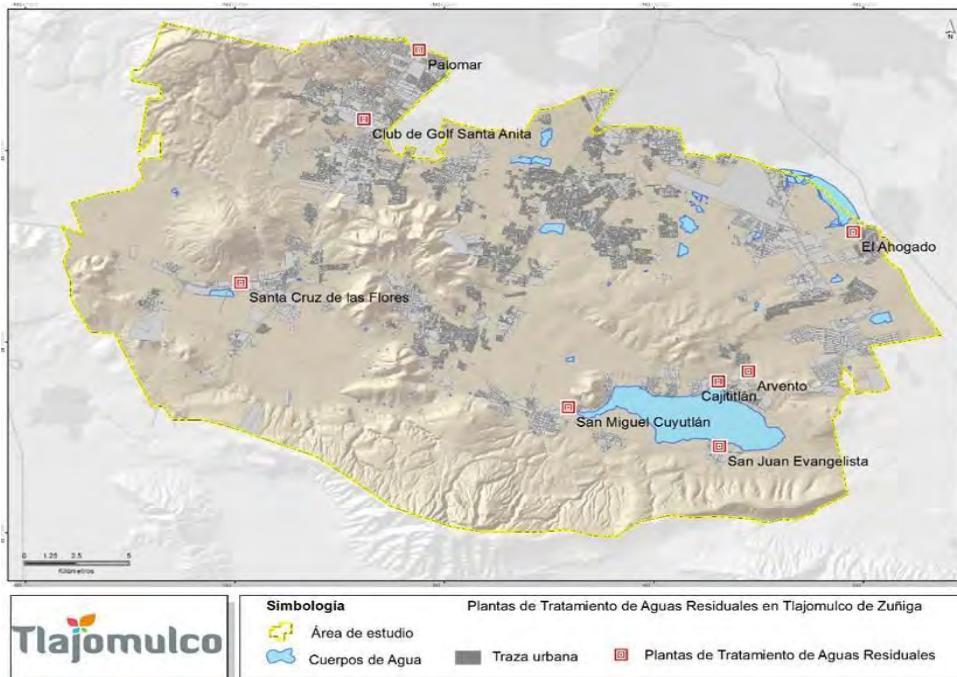 N
Palomar
Club de Golf Santa Anita
El Ahogado
Santa Cruz de las Flores
Arvento
Cajititlán
San Miguel Cuyutlán
San Juan Evangelista
0 1.25 2.5 5
Kilómetros
Tlajomulco
Simbología
Plantas de Tratamiento de Aguas Residuales en Tlajomulco de Zuñiga
Área de estudio
Cuerpos de Agua
Traza urbana
Plantas de Tratamiento de Aguas Residuales